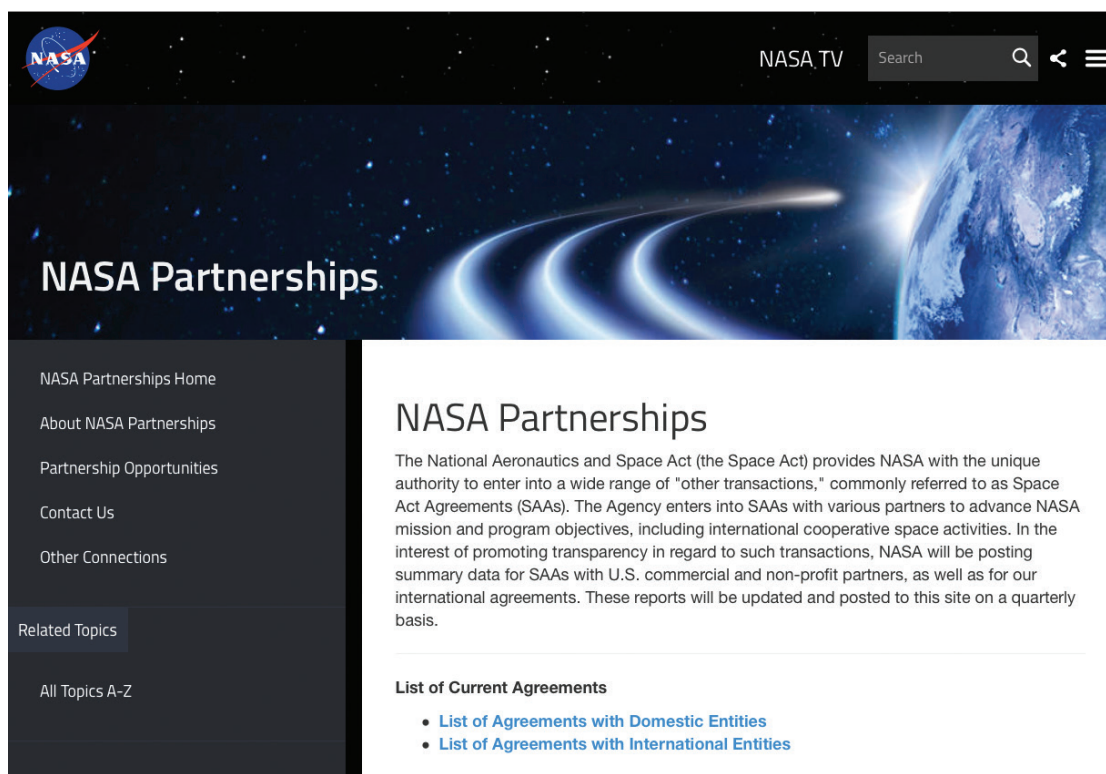 NASA
NASA TV
Search
NASA Partnerships
NASA Partnerships Home
About NASA Partnerships
Partnership Opportunities
Contact Us
Other Connections
Related Topics
All Topics A-Z
NASA Partnerships
The National Aeronautics and Space Act (the Space Act) provides NASA with the unique
authority to enter into a wide range of "other transactions," commonly referred to as Space
Act Agreements (SAAs). The Agency enters into SAAs with various partners to advance NASA
mission and program objectives, including international cooperative space activities. In the
interest of promoting transparency in regard to such transactions, NASA will be posting
summary data for SAAs with U.S. commercial and non-profit partners, as well as for our
international agreements. These reports will be updated and posted to this site on a quarterly
basis.
List of Current Agreements
• List of Agreements with Domestic Entities
• List of Agreements with International Entities